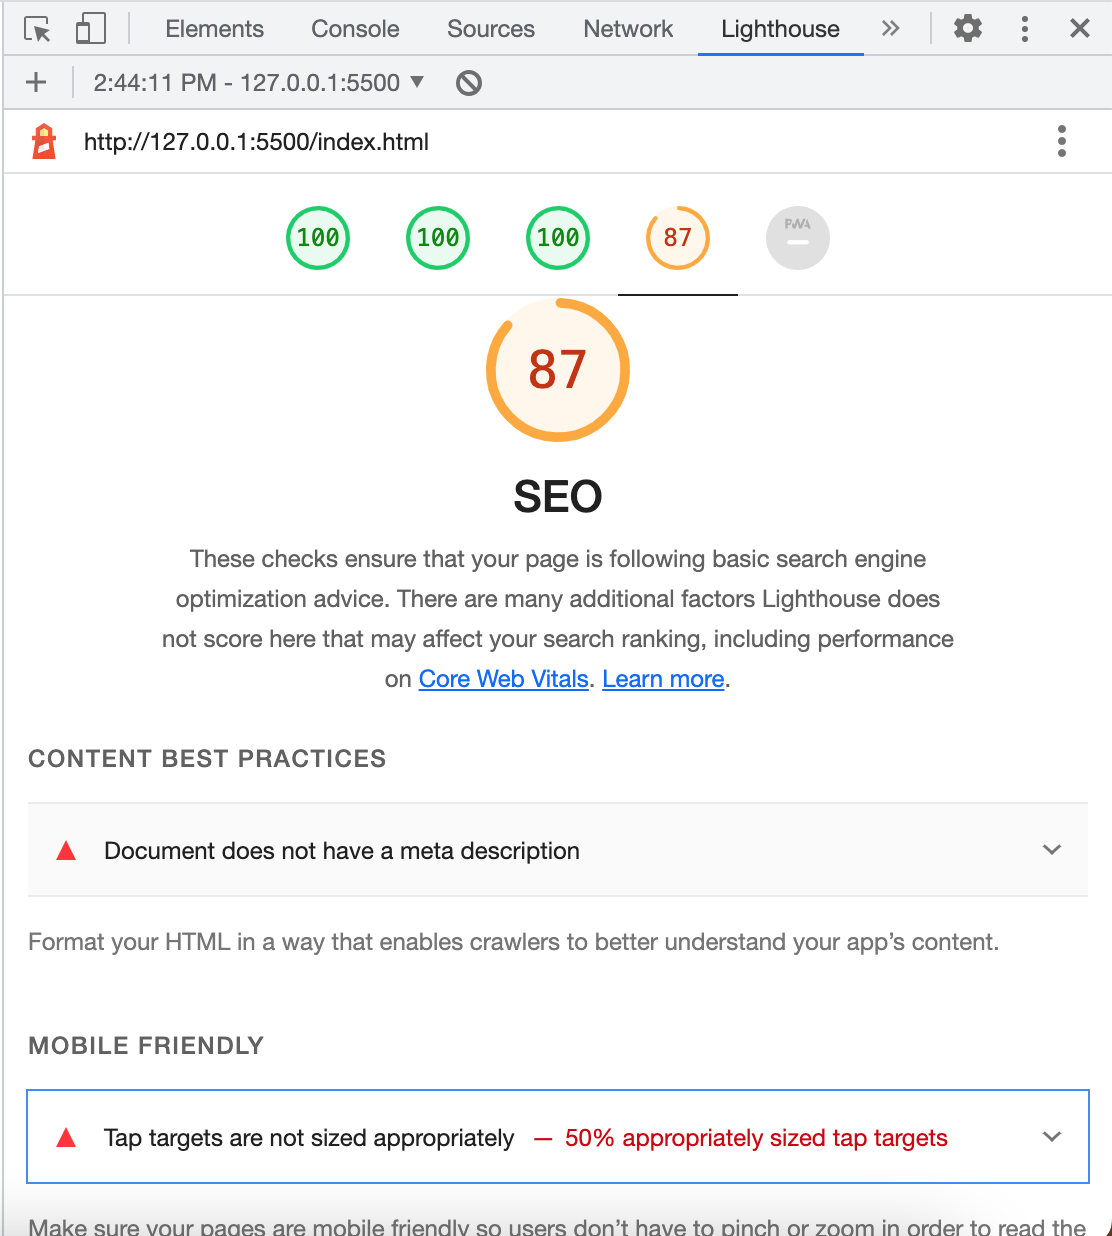 Elements Console Sources Network Lighthouse
2:44:11 PM - 127.0.0.1:5500
http://127.0.0.1:5500/index.html
100 100 100 87 PWA
87
SEO
These checks ensure that your page is following basic search engine
optimization advice. There are many additional factors Lighthouse does
not score here that may affect your search ranking, including performance
on Core Web Vitals. Learn more.
CONTENT BEST PRACTICES
Document does not have a meta description
Format your HTML in a way that enables crawlers to better understand your app’s content.
MOBILE FRIENDLY
Tap targets are not sized appropriately — 50% appropriately sized tap targets
Make sure your pages are mobile friendly so users don’t have to pinch or zoom in order to read the